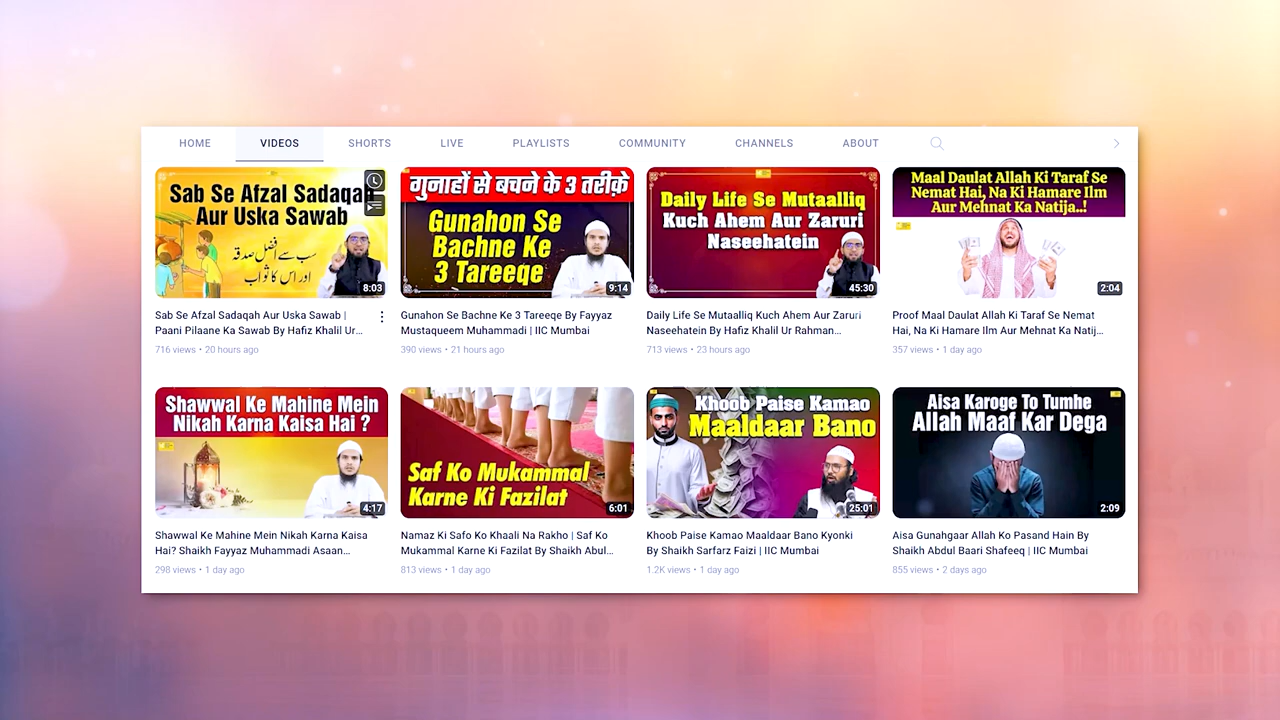 HOME VIDEOS SHORTS LIVE PLAYLISTS COMMUNITY CHANNELS ABOUT
Sab Se Afzal Sadaqah
Aur Uska Sawab
سب سے افضل صدقہ
اور اس کا ثواب
8:03
गुनाहों से बचने के 3 तरीक़े
Gunahon Se
Bachne Ke
3 Tareeqe
9:14
Daily Life Se Mutaalliq
Kuch Ahem Aur Zaruri
Naseehatein
45:30
Maal Daulat Allah Ki Taraf Se
Nemat Hai, Na Ki Hamare Ilm
Aur Mehnat Ka Natija..!
2:04
Sab Se Afzal Sadaqah Aur Uska Sawab |
Paani Pilaane Ka Sawab By Hafiz Khalil Ur...
716 views • 20 hours ago
Gunahon Se Bachne Ke 3 Tareeqe By Fayyaz
Mustaqueem Muhammadi | IIC Mumbai
390 views • 21 hours ago
Daily Life Se Mutaalliq Kuch Ahem Aur Zaruri
Naseehatein By Hafiz Khalil Ur Rahman...
713 views • 23 hours ago
Proof Maal Daulat Allah Ki Taraf Se Nemat
Hai, Na Ki Hamare Ilm Aur Mehnat Ka Natij...
357 views • 1 day ago
Shawwal Ke Mahine Mein
Nikah Karna Kaisa Hai ?
4:17
Saf Ko Mukammal
Karne Ki Fazilat
6:01
Khoob Paise Kamao
Maaldaar Bano
25:01
Aisa Karoge To Tumhe
Allah Maaf Kar Dega
2:09
Shawwal Ke Mahine Mein Nikah Karna Kaisa
Hai? Shaikh Fayyaz Muhammadi Asaan...
298 views • 1 day ago
Namaz Ki Safo Ko Khaali Na Rakho | Saf Ko
Mukammal Karne Ki Fazilat By Shaikh Abul...
813 views • 1 day ago
Khoob Paise Kamao Maaldaar Bano Kyonki
By Shaikh Sarfarz Faizi | IIC Mumbai
1.2K views • 1 day ago
Aisa Gunahgaar Allah Ko Pasand Hain By
Shaikh Abdul Baari Shafeeq | IIC Mumbai
855 views • 2 days ago